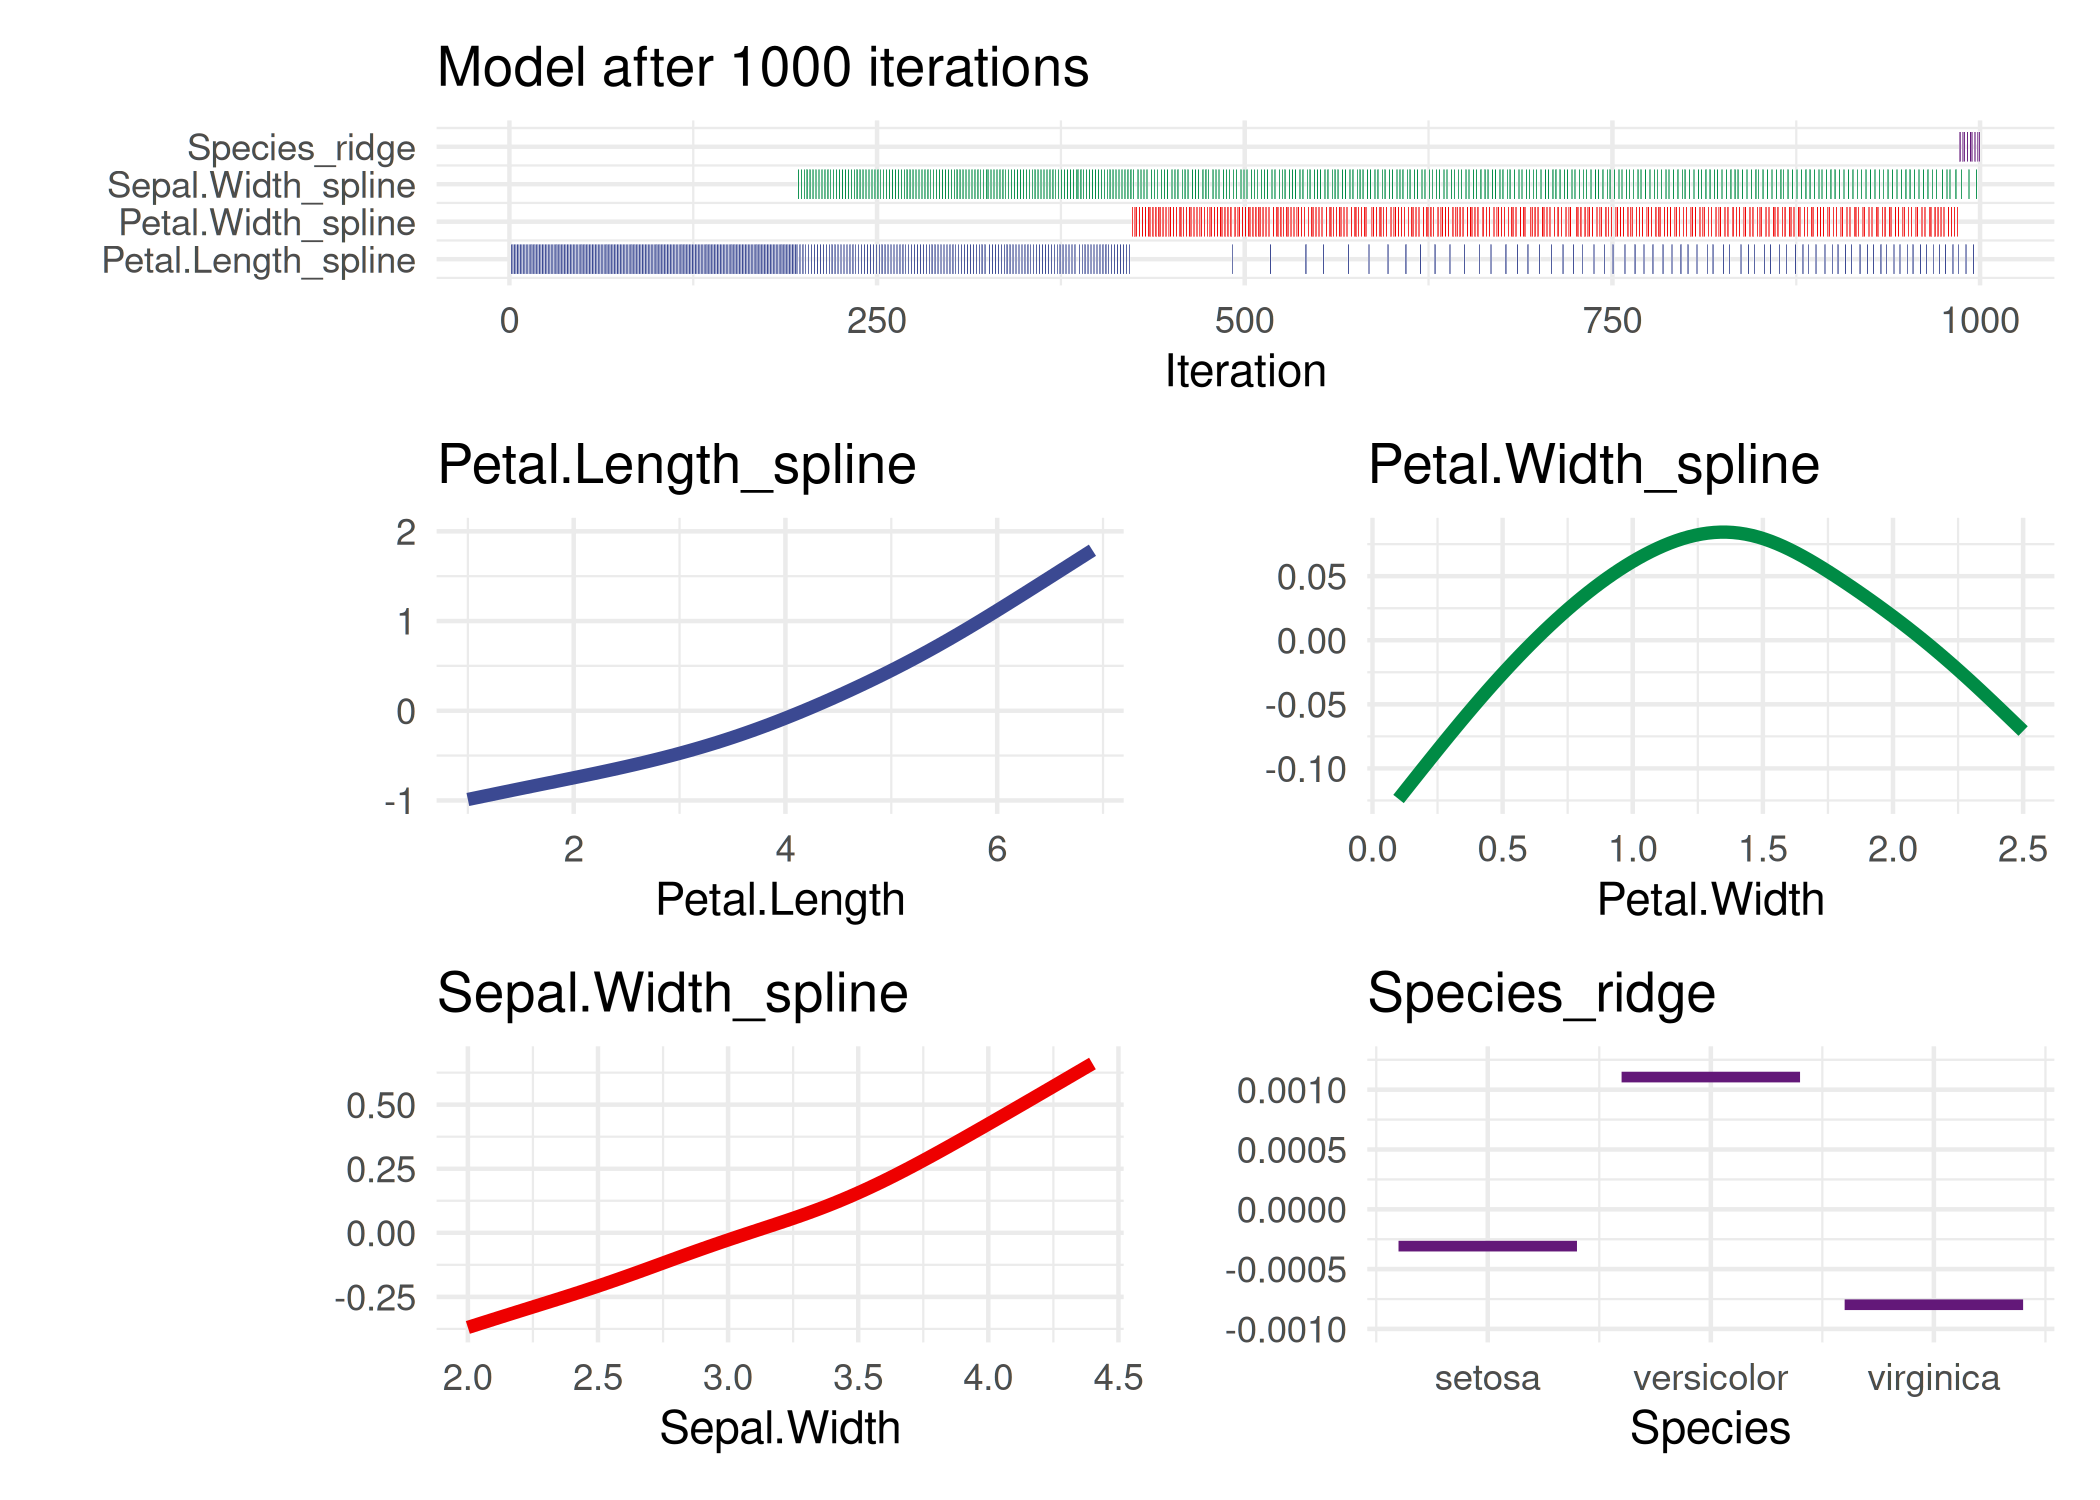 Model after 1000 iterations
Species_ridge
Sepal.Width_spline
Petal.Width_spline
Petal.Length_spline
0 250 500 750 1000
Iteration
Petal.Length_spline
2
1
0
-1
2 4 6
Petal.Length
Petal.Width_spline
0.05
0.00
-0.05
-0.10
0.0 0.5 1.0 1.5 2.0 2.5
Petal.Width
Sepal.Width_spline
0.50
0.25
0.00
-0.25
2.0 2.5 3.0 3.5 4.0 4.5
Sepal.Width
Species_ridge
0.0010
0.0005
0.0000
-0.0005
-0.0010
setosa versicolor virginica
Species